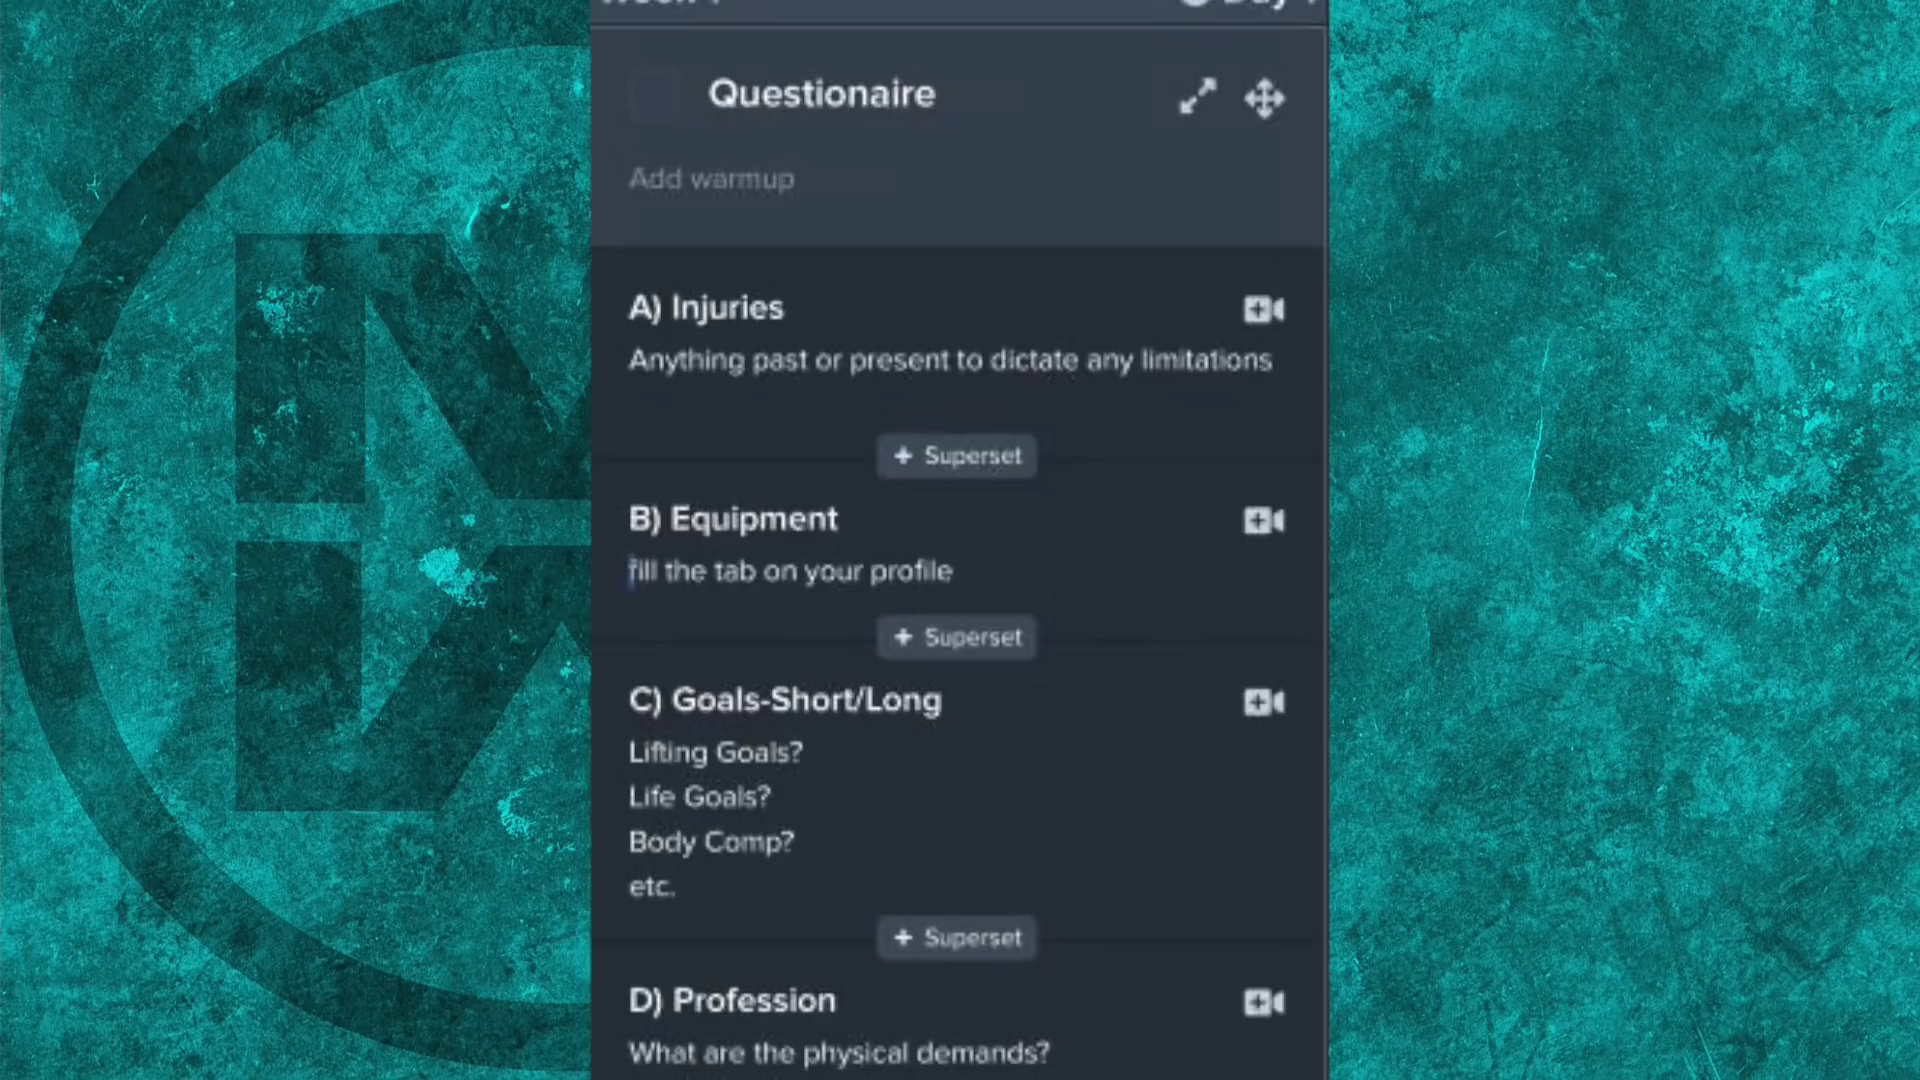 Questionaire
Add warmup
A) Injuries
Anything past or present to dictate any limitations
+ Superset
B) Equipment
fill the tab on your profile
+ Superset
C) Goals-Short/Long
Lifting Goals?
Life Goals?
Body Comp?
etc.
+ Superset
D) Profession
What are the physical demands?